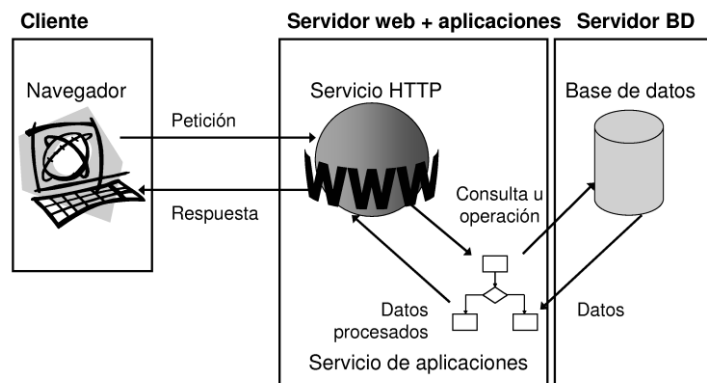 Cliente
Servidor web + aplicaciones
Servidor BD
Navegador
Servicio HTTP
Base de datos
Petición
WWW
Respuesta
Consulta u
operación
Datos
procesados
Datos
Servicio de aplicaciones